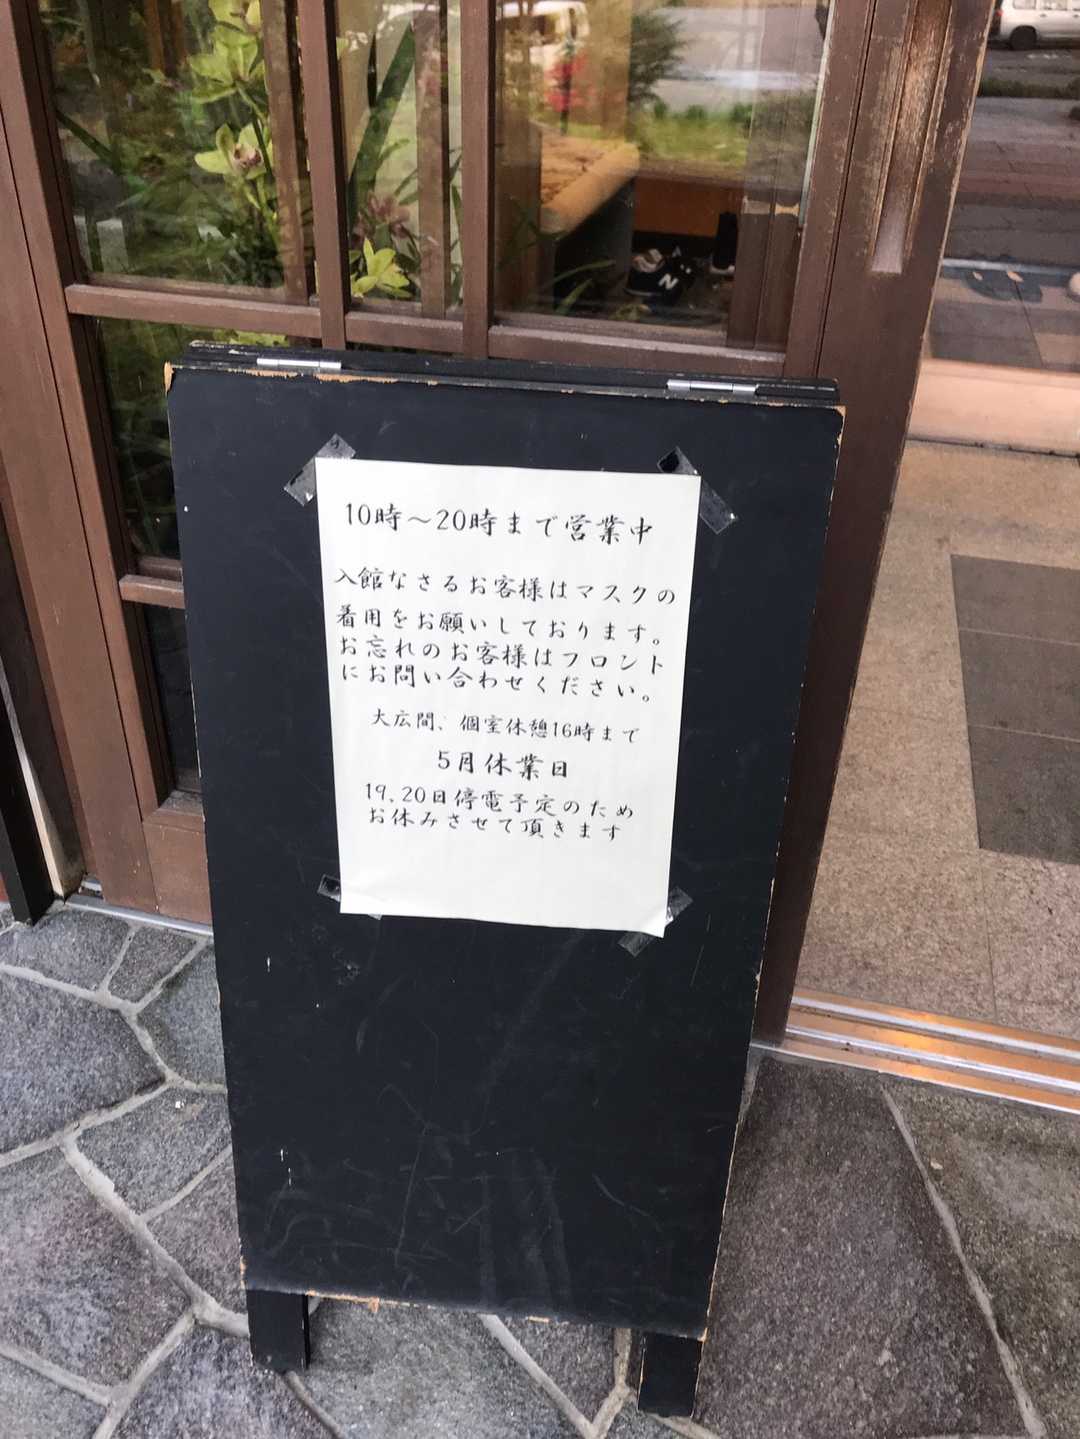 10時～20時まで営業中
入館なさるお客様はマスクの
着用をお願いしております。
お忘れのお客様はフロント
にお問い合わせください。
大広間、個室休憩16時まで
5月休業日
19、20日停電予定のため
お休みさせて頂きます
N